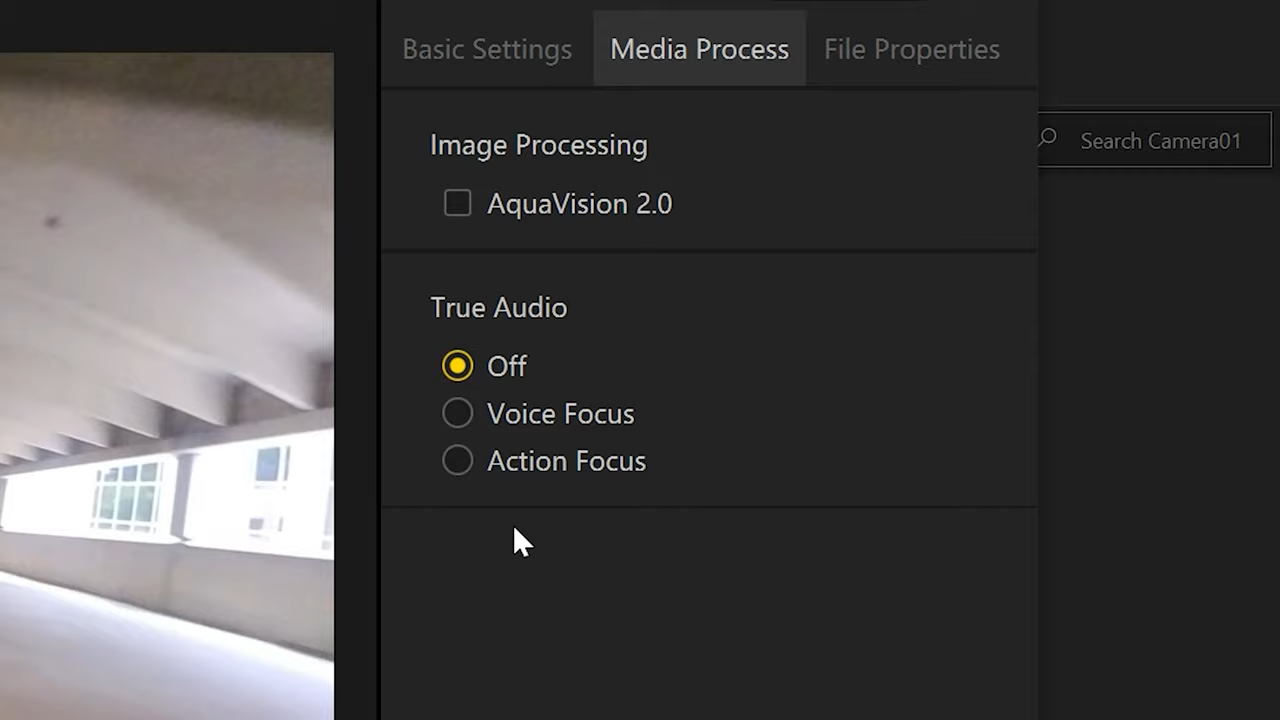 Basic Settings
Media Process
File Properties
Search Camera01
Image Processing
AquaVision 2.0
True Audio
Off
Voice Focus
Action Focus